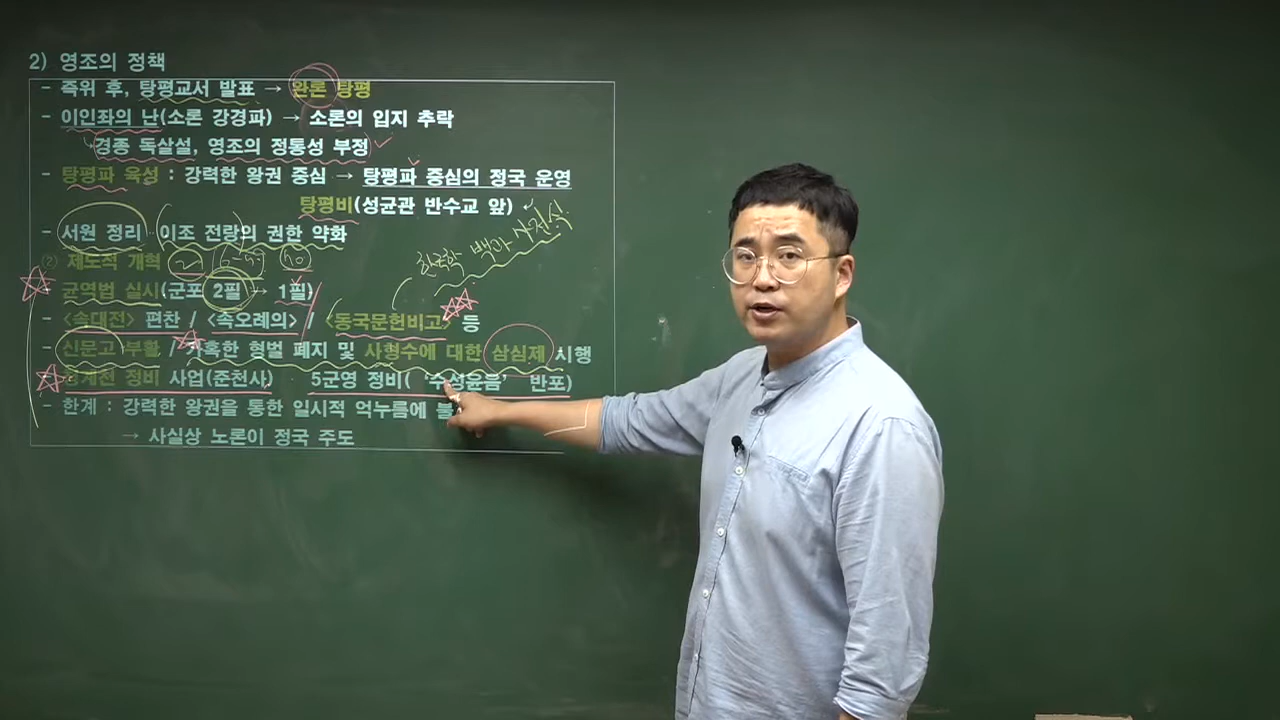 2) 영조의 정책
- 즉위 후, 탕평교서 발표 → 완론 탕평
- 이인좌의 난(소론 강경파) → 소론의 입지 추락
경종 독살설, 영조의 정통성 부정
- 탕평파 육성 : 강력한 왕권 중심 → 탕평파 중심의 정국 운영
탕평비(성균관 반수교 앞)
- 서원 정리 이조 전랑의 권한 약화
② 제도적 개혁
한국학 백과사전식
- 균역법 실시(군포 2필 → 1필)
- <속대전> 편찬 / <속오례의> / <동국문헌비고> 등
- 신문고 부활 / 가혹한 형벌 폐지 및 사형수에 대한 삼심제 시행
정비 사업(준천사) 5군영 정비( '수성윤음' 반포)
- 한계 : 강력한 왕권을 통한 일시적 억누름에 불
→ 사실상 노론이 정국 주도